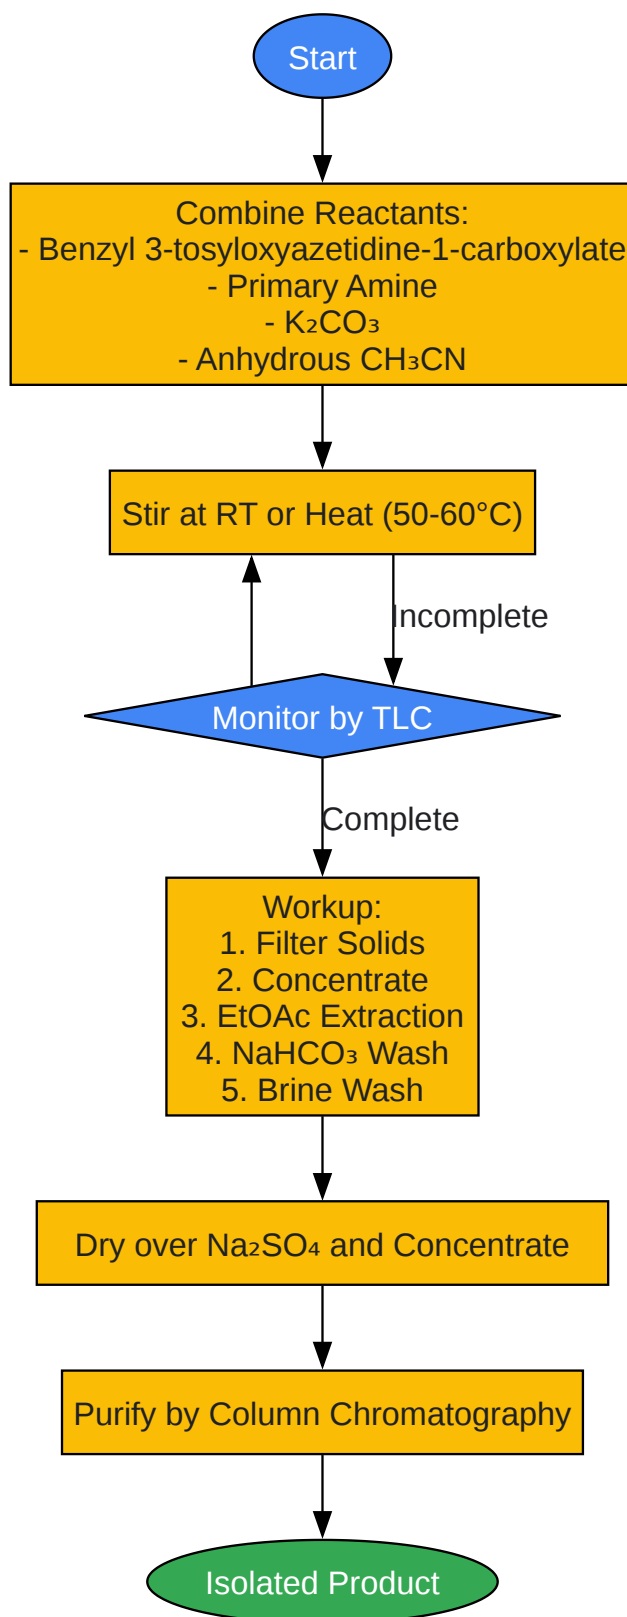 Start
Combine Reactants:
- Benzyl 3-tosyloxyazetidine-1-carboxylate
- Primary Amine
- K₂CO₃
- Anhydrous CH₃CN
Stir at RT or Heat (50-60°C)
Incomplete
Monitor by TLC
Complete
Workup:
1. Filter Solids
2. Concentrate
3. EtOAc Extraction
4. NaHCO₃ Wash
5. Brine Wash
Dry over Na₂SO₄ and Concentrate
Purify by Column Chromatography
Isolated Product